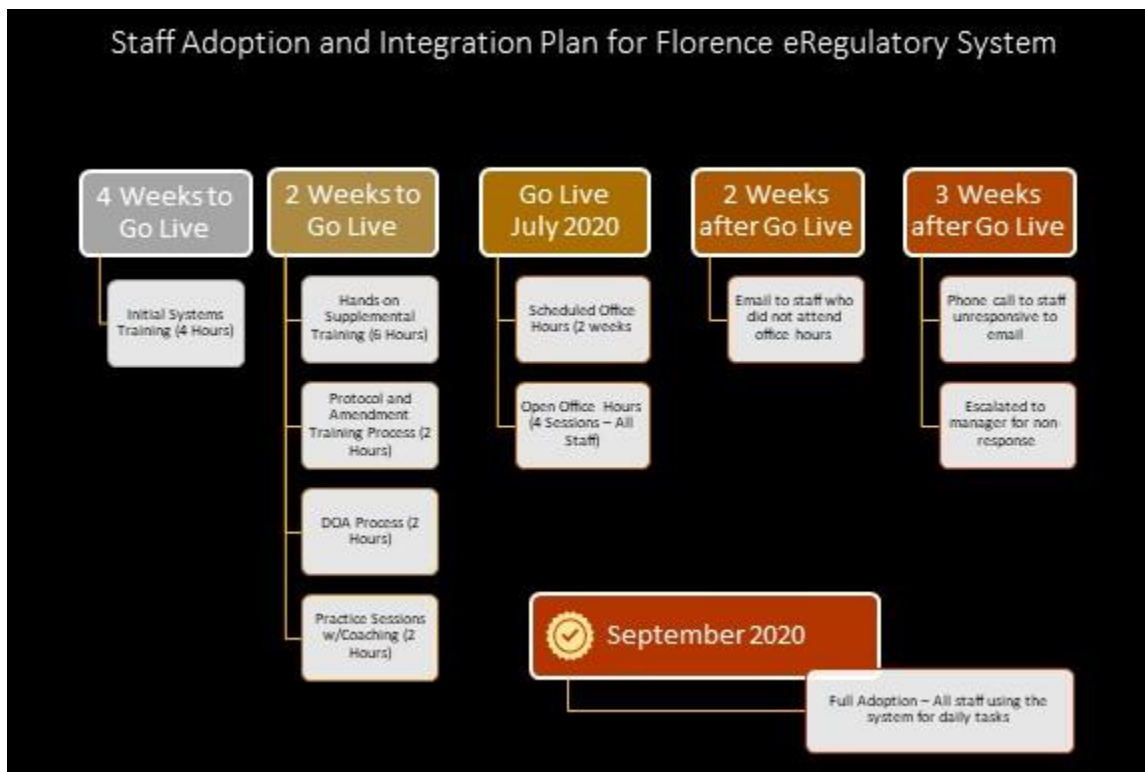 Staff Adoption and Integration Plan for Florence eRegulatory System
4 Weeks to
Go Live
Initial Systems
Training (4 Hours)
2 Weeks to
Go Live
Hands on
Supplemental
Training (6 Hours)
Protocol and
Amendment
Training Process (2
Hours)
DOA Process (2
Hours)
Practice Sessions
w/Coaching (2
Hours)
Go Live
July 2020
Scheduled Office
Hours (2 weeks
Open Office Hours
(4 Sessions – All
Staff)
2 Weeks
after Go Live
Email to staff who
did not attend
office hours
3 Weeks
after Go Live
Phone call to staff
unresponsive to
email
Escalated to
manager for non
response
September 2020
Full Adoption – All staff using the
system for daily tasks